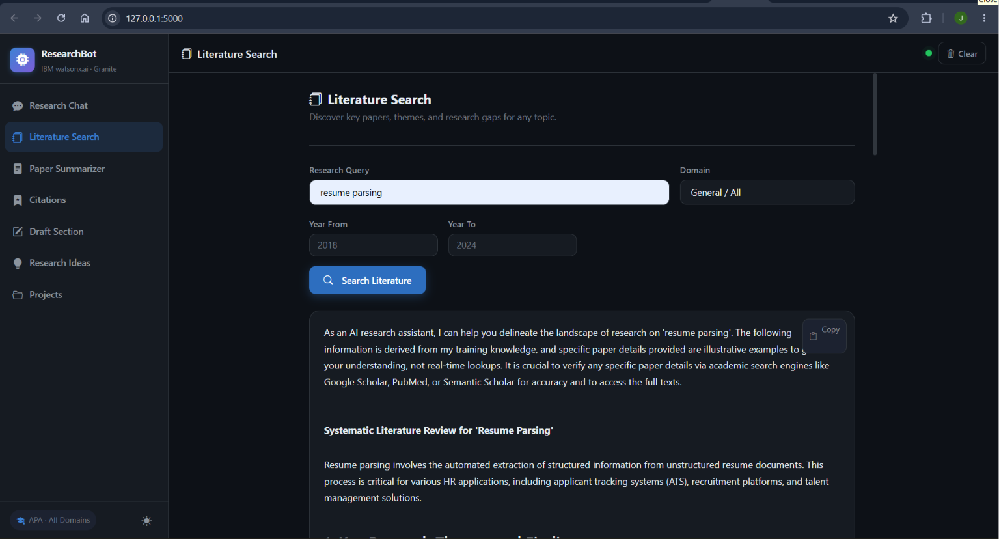 Close
127.0.0.1:5000
J
ResearchBot
IBM watsonx.ai · Granite
Literature Search
Clear
Research Chat
Literature Search
Paper Summarizer
Citations
Draft Section
Research Ideas
Projects
APA · All Domains
Literature Search
Discover key papers, themes, and research gaps for any topic.
Research Query
Domain
resume parsing
General / All
Year From
Year To
2018
2024
Search Literature
Copy
As an AI research assistant, I can help you delineate the landscape of research on 'resume parsing'. The following
information is derived from my training knowledge, and specific paper details provided are illustrative examples to
your understanding, not real-time lookups. It is crucial to verify any specific paper details via academic search engines like
Google Scholar, PubMed, or Semantic Scholar for accuracy and to access the full texts.
Systematic Literature Review for 'Resume Parsing'
Resume parsing involves the automated extraction of structured information from unstructured resume documents. This
process is critical for various HR applications, including applicant tracking systems (ATS), recruitment platforms, and talent
management solutions.